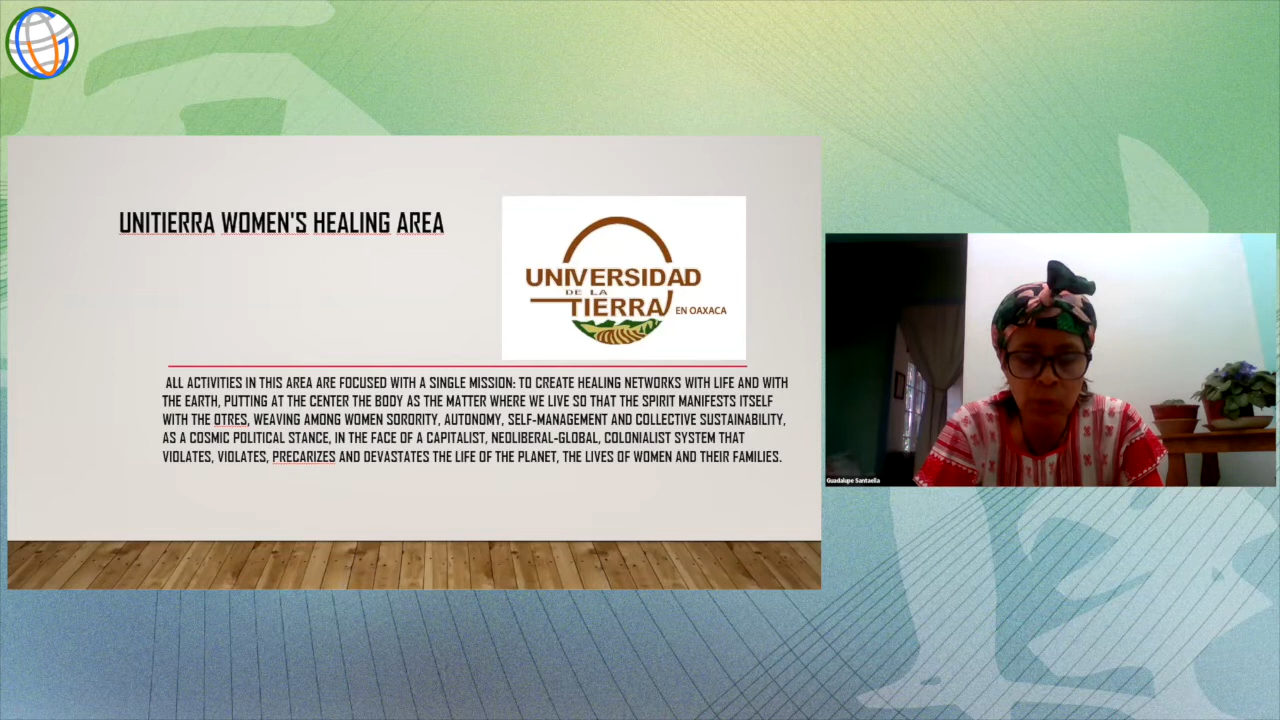 UNITIERRA WOMEN'S HEALING AREA
UNIVERSIDAD
DE LA
TIERRA
EN OAXACA
ALL ACTIVITIES IN THIS AREA ARE FOCUSED WITH A SINGLE MISSION: TO CREATE HEALING NETWORKS WITH LIFE AND WITH
THE EARTH, PUTTING AT THE CENTER THE BODY AS THE MATTER WHERE WE LIVE SO THAT THE SPIRIT MANIFESTS ITSELF
WITH THE OTRES, WEAVING AMONG WOMEN SORORITY, AUTONOMY, SELF-MANAGEMENT AND COLLECTIVE SUSTAINABILITY,
AS A COSMIC POLITICAL STANCE, IN THE FACE OF A CAPITALIST, NEOLIBERAL-GLOBAL, COLONIALIST SYSTEM THAT
VIOLATES, VIOLATES, PRECARIZES AND DEVASTATES THE LIFE OF THE PLANET, THE LIVES OF WOMEN AND THEIR FAMILIES.
Guadalupe Santaella